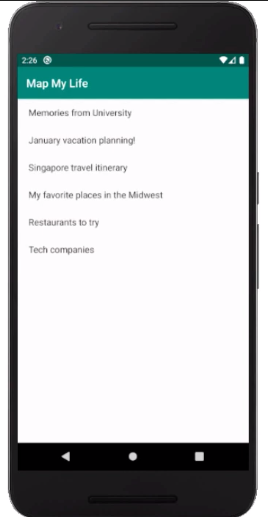 2:26
Map My Life
Memories from University
January vacation planning!
Singapore travel itinerary
My favorite places in the Midwest
Restaurants to try
Tech companies